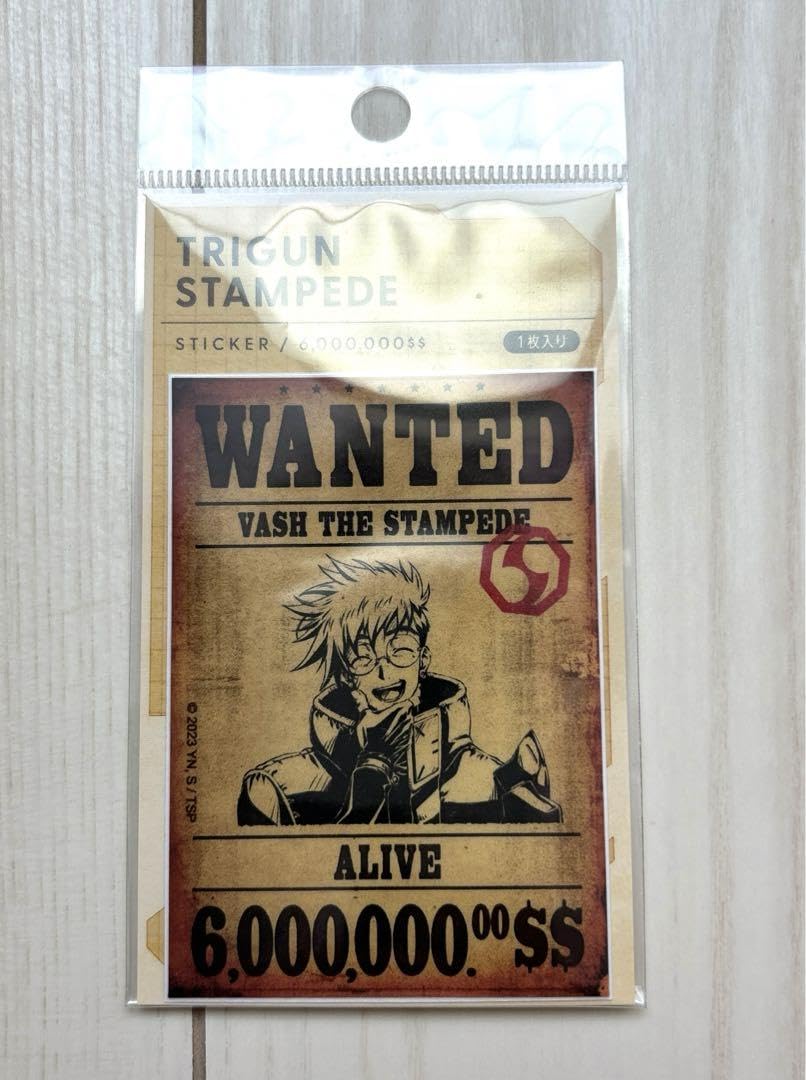 TRIGUN
STAMPEDE
STICKER / 6,000,000$$
1枚入り
WANTED
VASH THE STAMPEDE
© 2023 YN, S / TSP
ALIVE
6,000,000.00 $$